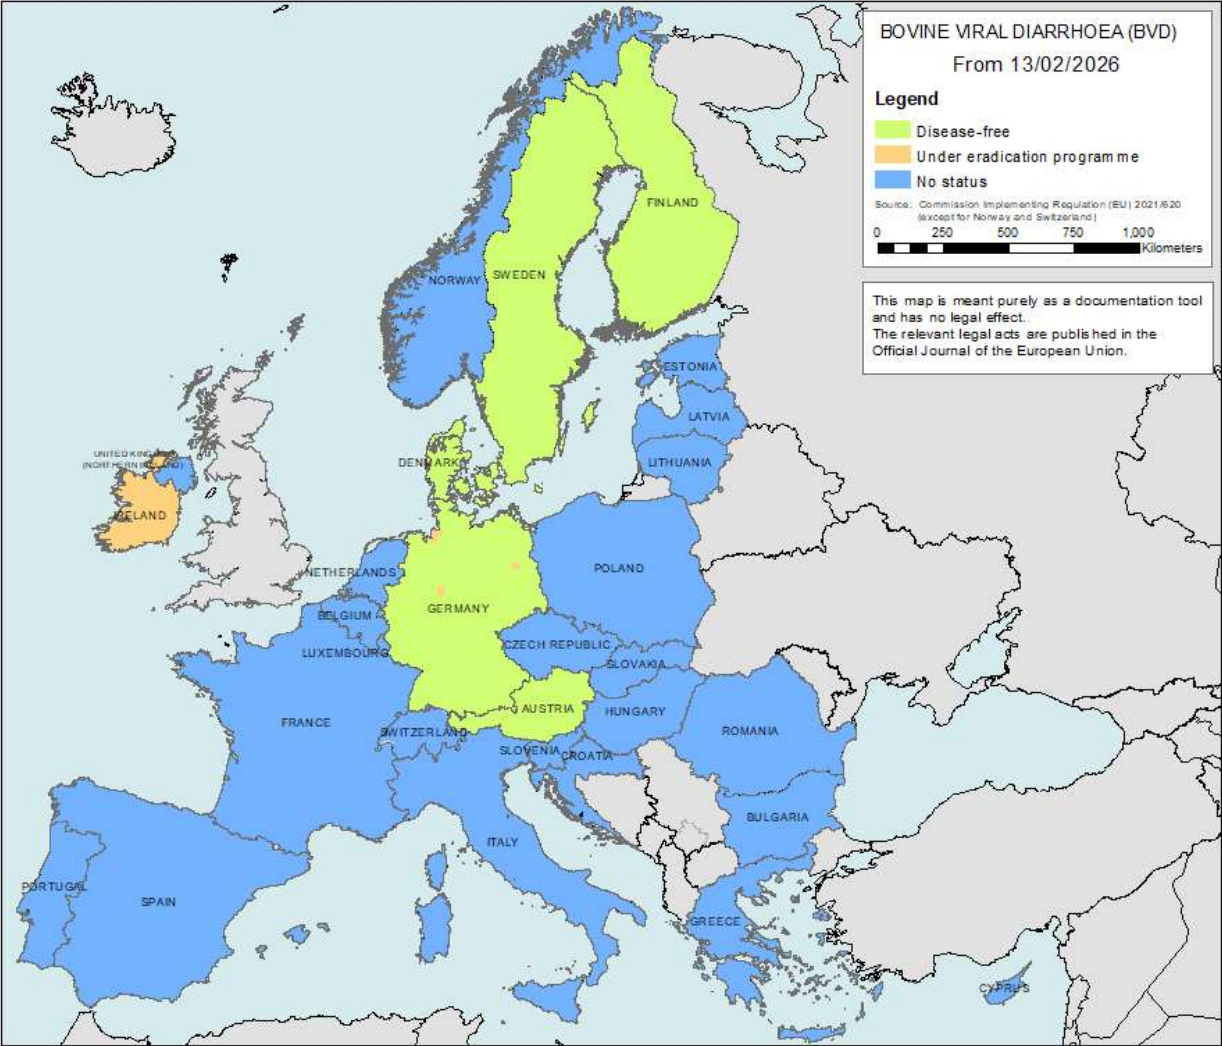 BOVINE VIRAL DIARRHOEA (BVD)
From 13/02/2026
Legend
Disease-free
Under eradication programme
No status
Source: Commission Implementing Regulation (EU) 2021/620
(except for Norway and Switzerland)
0 250 500 750 1,000
Kilometers
This map is meant purely as a documentation tool
and has no legal effect.
The relevant legal acts are published in the
Official Journal of the European Union.
FINLAND
SWEDEN
NORWAY
ESTONIA
LATVIA
LITHUANIA
DENMARK
UNITED KINGDOM
(NORTHERN IRELAND)
IRELAND
NETHERLANDS
POLAND
BELGIUM
GERMANY
LUXEMBOURG
CZECH REPUBLIC
SLOVAKIA
AUSTRIA
HUNGARY
FRANCE
SWITZERLAND
ROMANIA
SLOVENIA
CROATIA
BULGARIA
ITALY
PORTUGAL
SPAIN
GREECE
CYPRUS